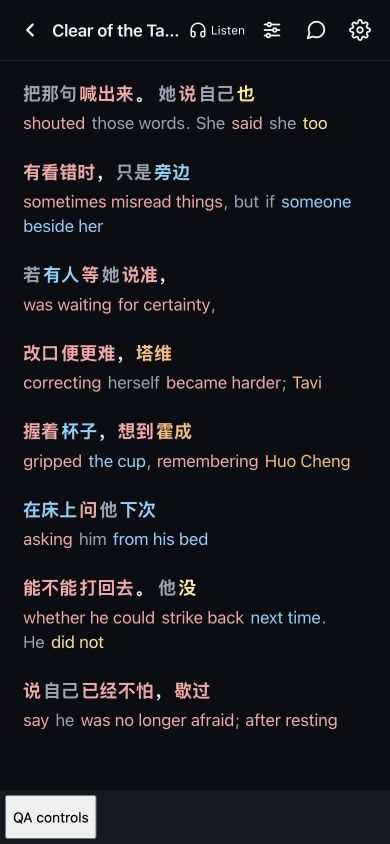 Clear of the Ta... Listen
把那句喊出来。她说自己也
shouted those words. She said she too
有看错时，只是旁边
sometimes misread things, but if someone
beside her
若有人等她说准，
was waiting for certainty,
改口便更难，塔维
correcting herself became harder; Tavi
握着杯子，想到霍成
gripped the cup, remembering Huo Cheng
在床上问他下次
asking him from his bed
能不能打回去。他没
whether he could strike back next time.
He did not
说自己已经不怕，歇过
say he was no longer afraid; after resting
QA controls